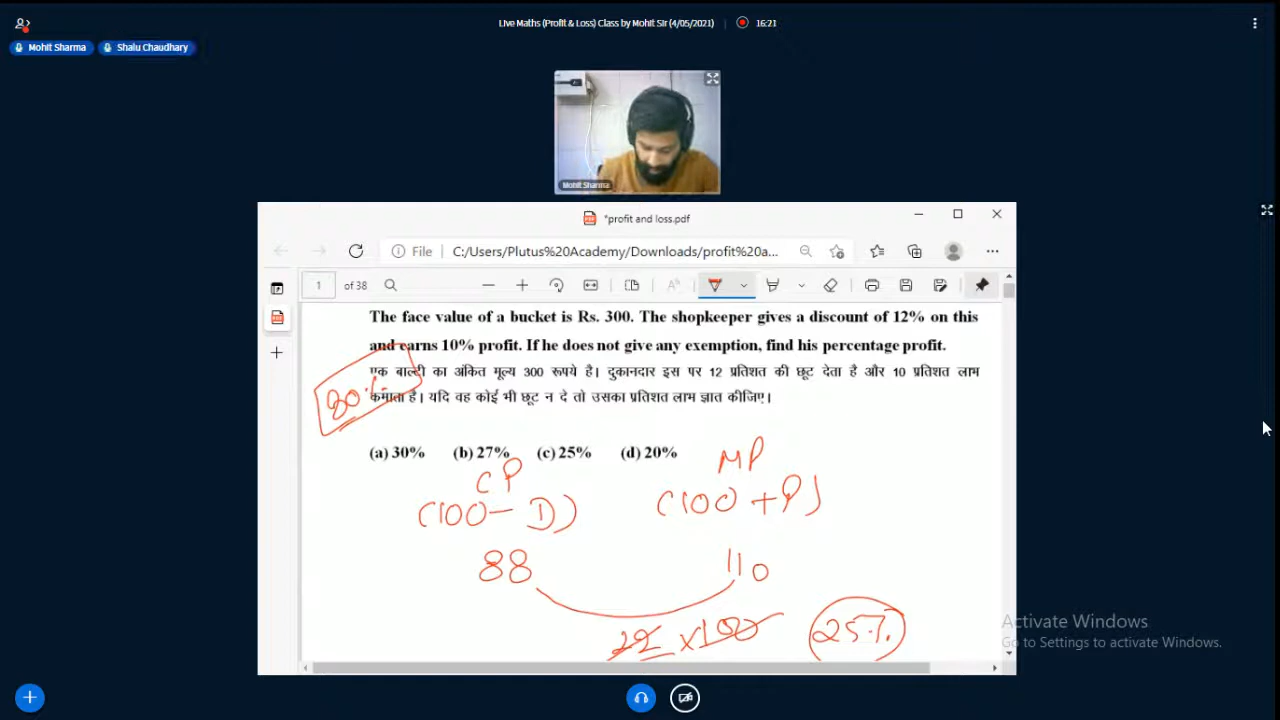 Live Maths (Profit & Loss) Class by Mohit Sir (4/05/2021) 16:21
Mohit Sharma Shalu Chaudhary
Mohit Sharma
*profit and loss.pdf
File C:/Users/Plutus%20Academy/Downloads/profit%20a...
1 of 38
The face value of a bucket is Rs. 300. The shopkeeper gives a discount of 12% on this
and earns 10% profit. If he does not give any exemption, find his percentage profit.
एक बाल्टी का अंकित मूल्य 300 रूपये है। दुकानदार इस पर 12 प्रतिशत की छूट देता है और 10 प्रतिशत लाभ
कमाता है। यदि वह कोई भी छूट न दे तो उसका प्रतिशत लाभ ज्ञात कीजिए।
(a) 30% (b) 27% (c) 25% (d) 20%
CP MP
(100 - D) (100 + P)
88 110
22 x100 25%
Activate Windows
Go to Settings to activate Windows.